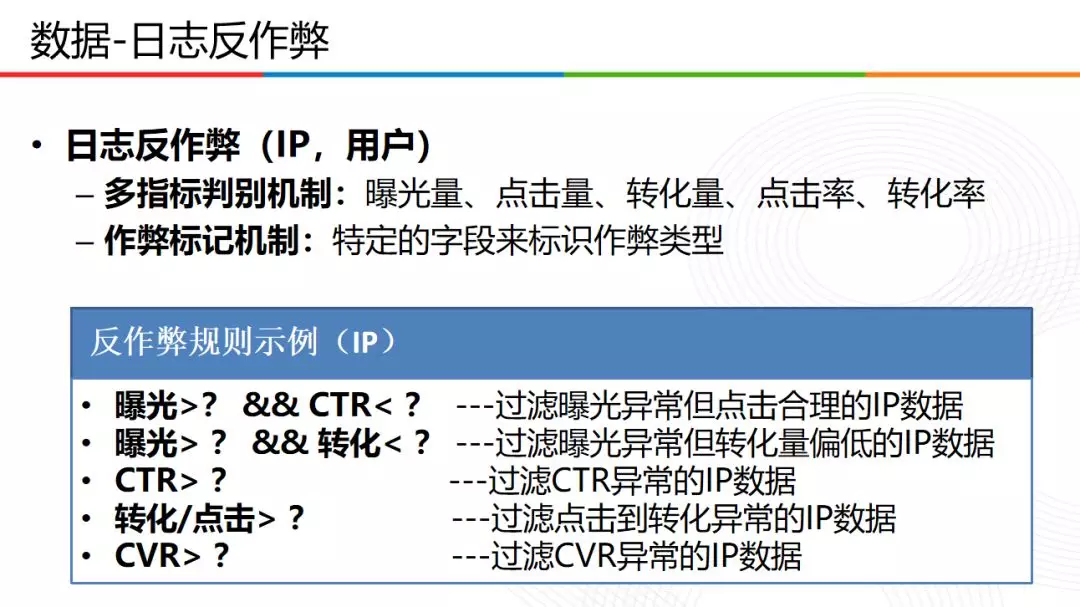 数据-日志反作弊
• 日志反作弊（IP，用户）
– 多指标判别机制：曝光量、点击量、转化量、点击率、转化率
– 作弊标记机制：特定的字段来标识作弊类型
反作弊规则示例（IP）
• 曝光>？ && CTR<？ ---过滤曝光异常但点击合理的IP数据
• 曝光>？ && 转化<？ ---过滤曝光异常但转化量偏低的IP数据
• CTR>？ ---过滤CTR异常的IP数据
• 转化/点击>？ ---过滤点击到转化异常的IP数据
• CVR>？ ---过滤CVR异常的IP数据